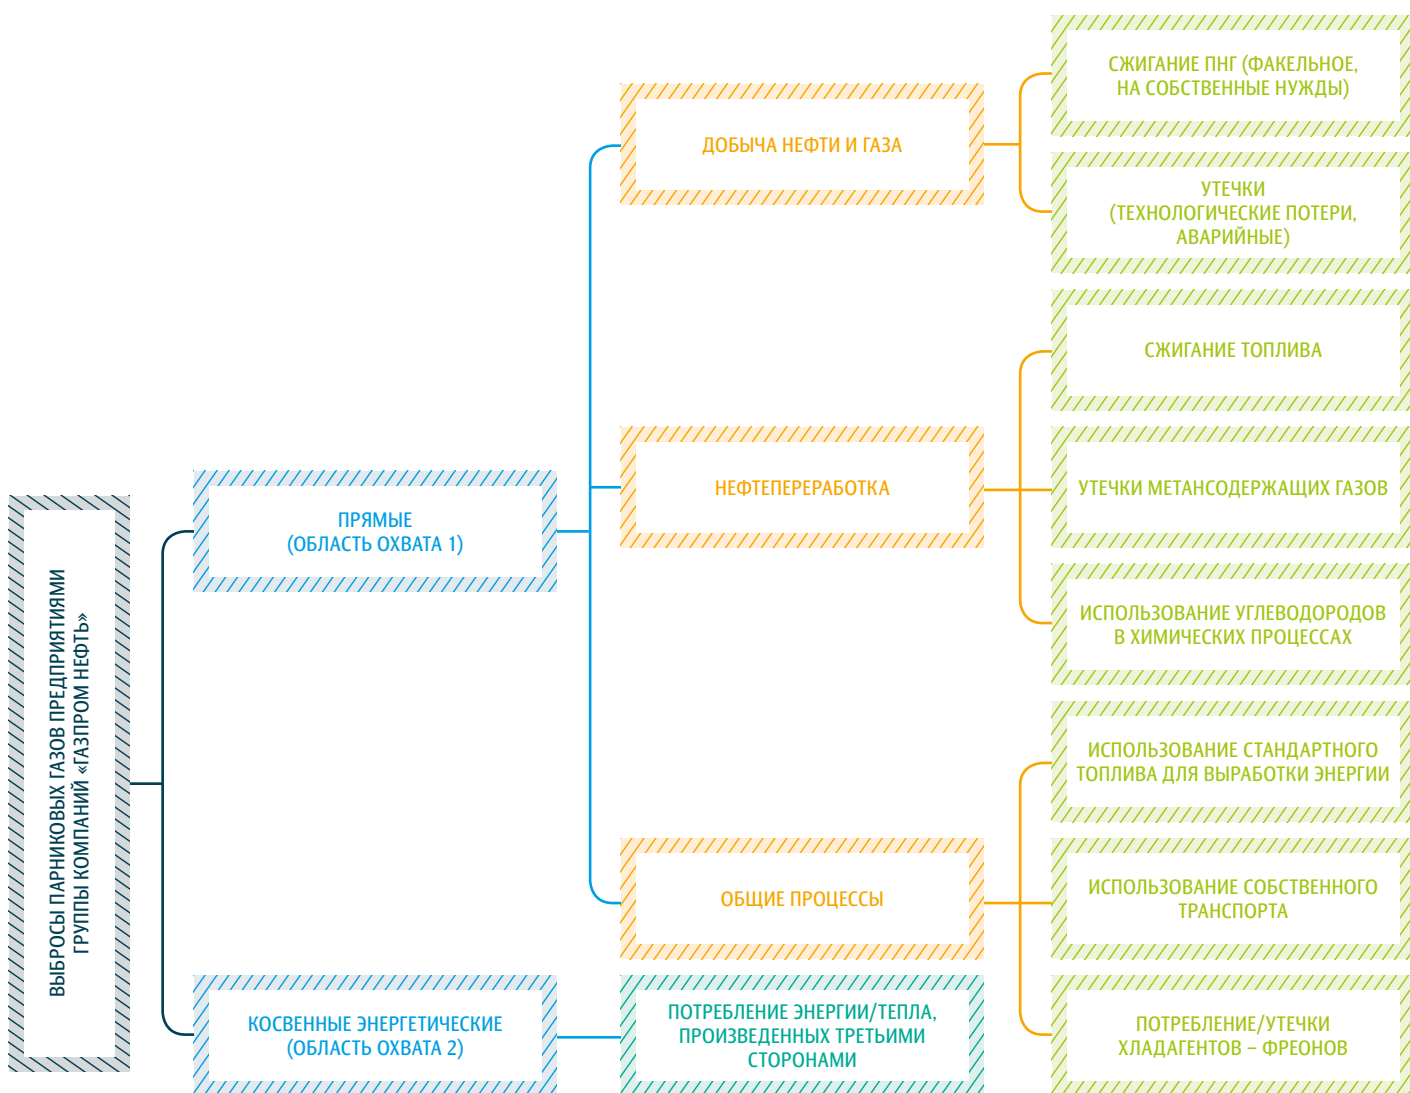 ВЫБРОСЫ ПАРНИКОВЫХ ГАЗОВ ПРЕДПРИЯТИЯМИ
ГРУППЫ КОМПАНИЙ «ГАЗПРОМ НЕФТЬ»
ПРЯМЫЕ
(ОБЛАСТЬ ОХВАТА 1)
ДОБЫЧА НЕФТИ И ГАЗА
СЖИГАНИЕ ПНГ (ФАКЕЛЬНОЕ,
НА СОБСТВЕННЫЕ НУЖДЫ)
УТЕЧКИ
(ТЕХНОЛОГИЧЕСКИЕ ПОТЕРИ,
АВАРИЙНЫЕ)
НЕФТЕПЕРЕРАБОТКА
СЖИГАНИЕ ТОПЛИВА
УТЕЧКИ МЕТАНСОДЕРЖАЩИХ ГАЗОВ
ИСПОЛЬЗОВАНИЕ УГЛЕВОДОРОДОВ
В ХИМИЧЕСКИХ ПРОЦЕССАХ
ОБЩИЕ ПРОЦЕССЫ
ИСПОЛЬЗОВАНИЕ СТАНДАРТНОГО
ТОПЛИВА ДЛЯ ВЫРАБОТКИ ЭНЕРГИИ
ИСПОЛЬЗОВАНИЕ СОБСТВЕННОГО
ТРАНСПОРТА
ПОТРЕБЛЕНИЕ/УТЕЧКИ
ХЛАДАГЕНТОВ – ФРЕОНОВ
КОСВЕННЫЕ ЭНЕРГЕТИЧЕСКИЕ
(ОБЛАСТЬ ОХВАТА 2)
ПОТРЕБЛЕНИЕ ЭНЕРГИИ/ТЕПЛА,
ПРОИЗВЕДЕННЫХ ТРЕТЬИМИ
СТОРОНАМИ